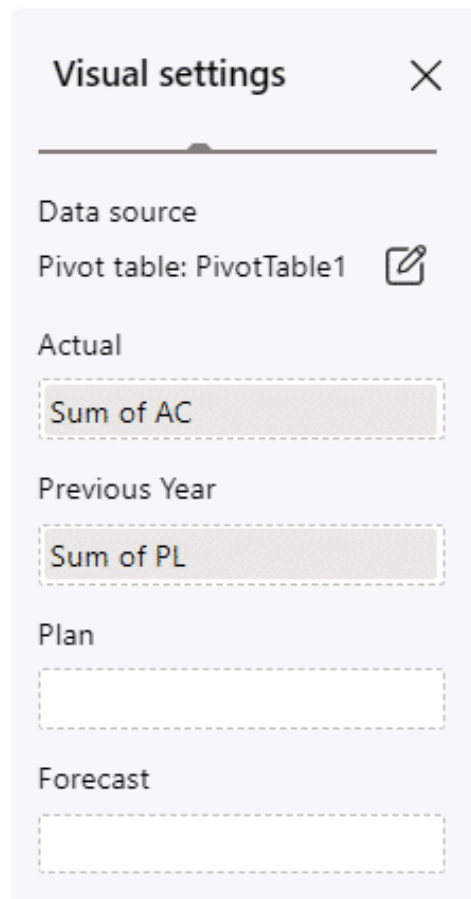 Visual settings
Data source
Pivot table: PivotTable1
Actual
Sum of AC
Previous Year
Sum of PL
Plan
Forecast